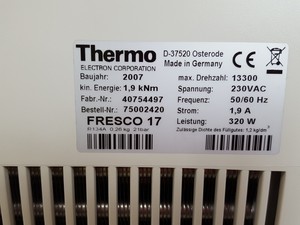 Thermo
ELECTRON CORPORATION
D-37520 Osterode
Made in Germany
Baujahr: 2007
max. Drehzahl: 13300
kin. Energie: 1,9 kNm
Spannung: 230VAC
Fabr.-Nr.: 40754497
Frequenz: 50/60 Hz
Bestell-Nr.: 75002420
Strom: 1,9 A
FRESCO 17
Leistung: 320 W
R134A 0,26 kg 21bar
Zulässige Dichte des Füllgutes: 1,2 kg/dm³